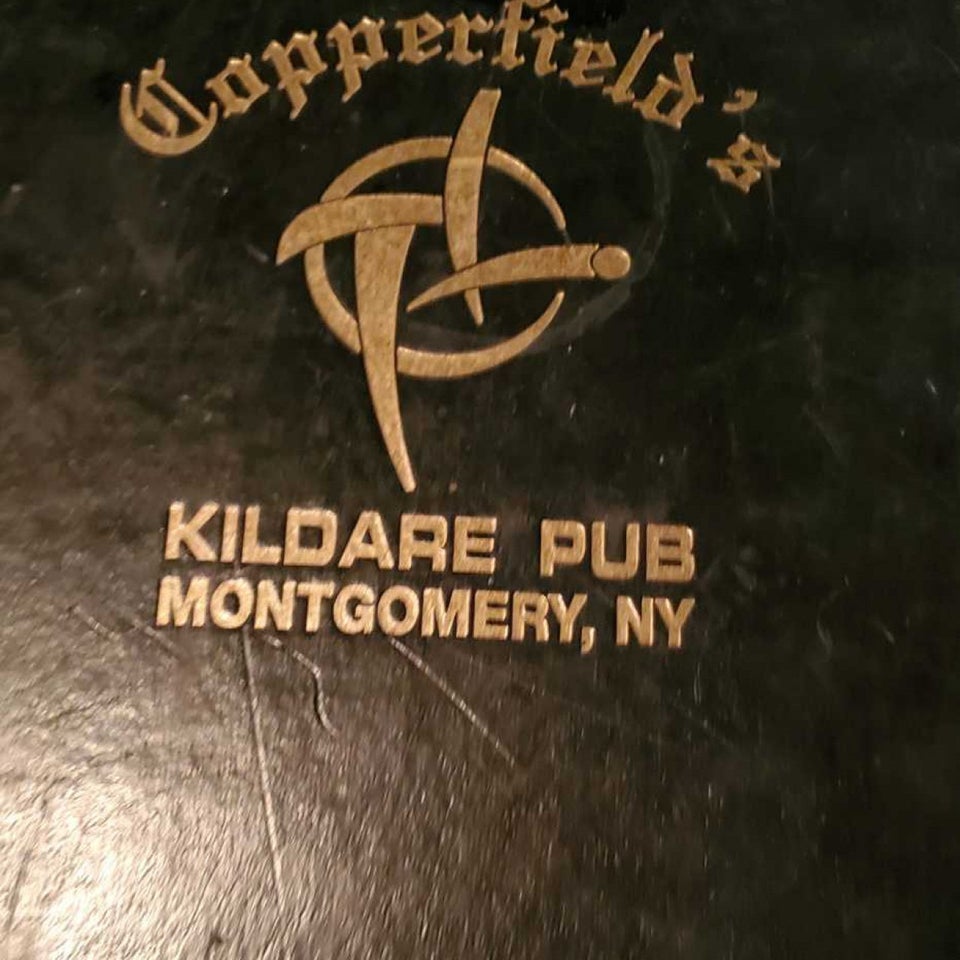 Copperfield's
KILDARE PUB
MONTGOMERY, NY